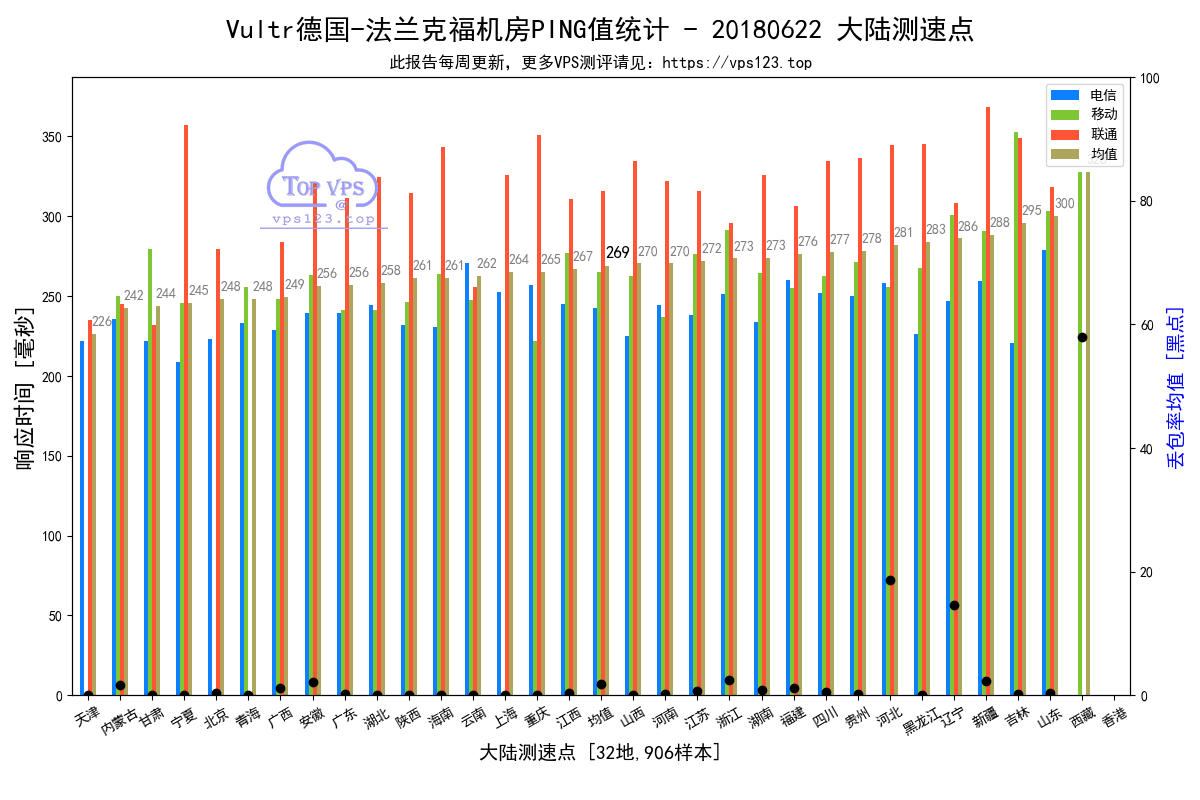 Vultr德国-法兰克福机房PING值统计 - 20180622 大陆测速点
此报告每周更新，更多VPS测评请见：https://vps123.top
100
电信
移动
联通
均值
350
300
250
200
150
100
50
0
80
60
40
20
0
响应时间 [毫秒]
丢包率均值 [黑点]
Top VPS
@
vps123.top
226
242
244
245
248
248
249
256
256
258
261
261
262
264
265
267
269
270
270
272
273
273
276
277
278
281
283
286
288
295
300
天津
内蒙古
甘肃
宁夏
北京
青海
广西
安徽
广东
湖北
陕西
海南
云南
上海
重庆
江西
均值
山西
河南
江苏
浙江
湖南
福建
四川
贵州
河北
黑龙江
辽宁
新疆
吉林
山东
西藏
香港
大陆测速点 [32地,906样本]